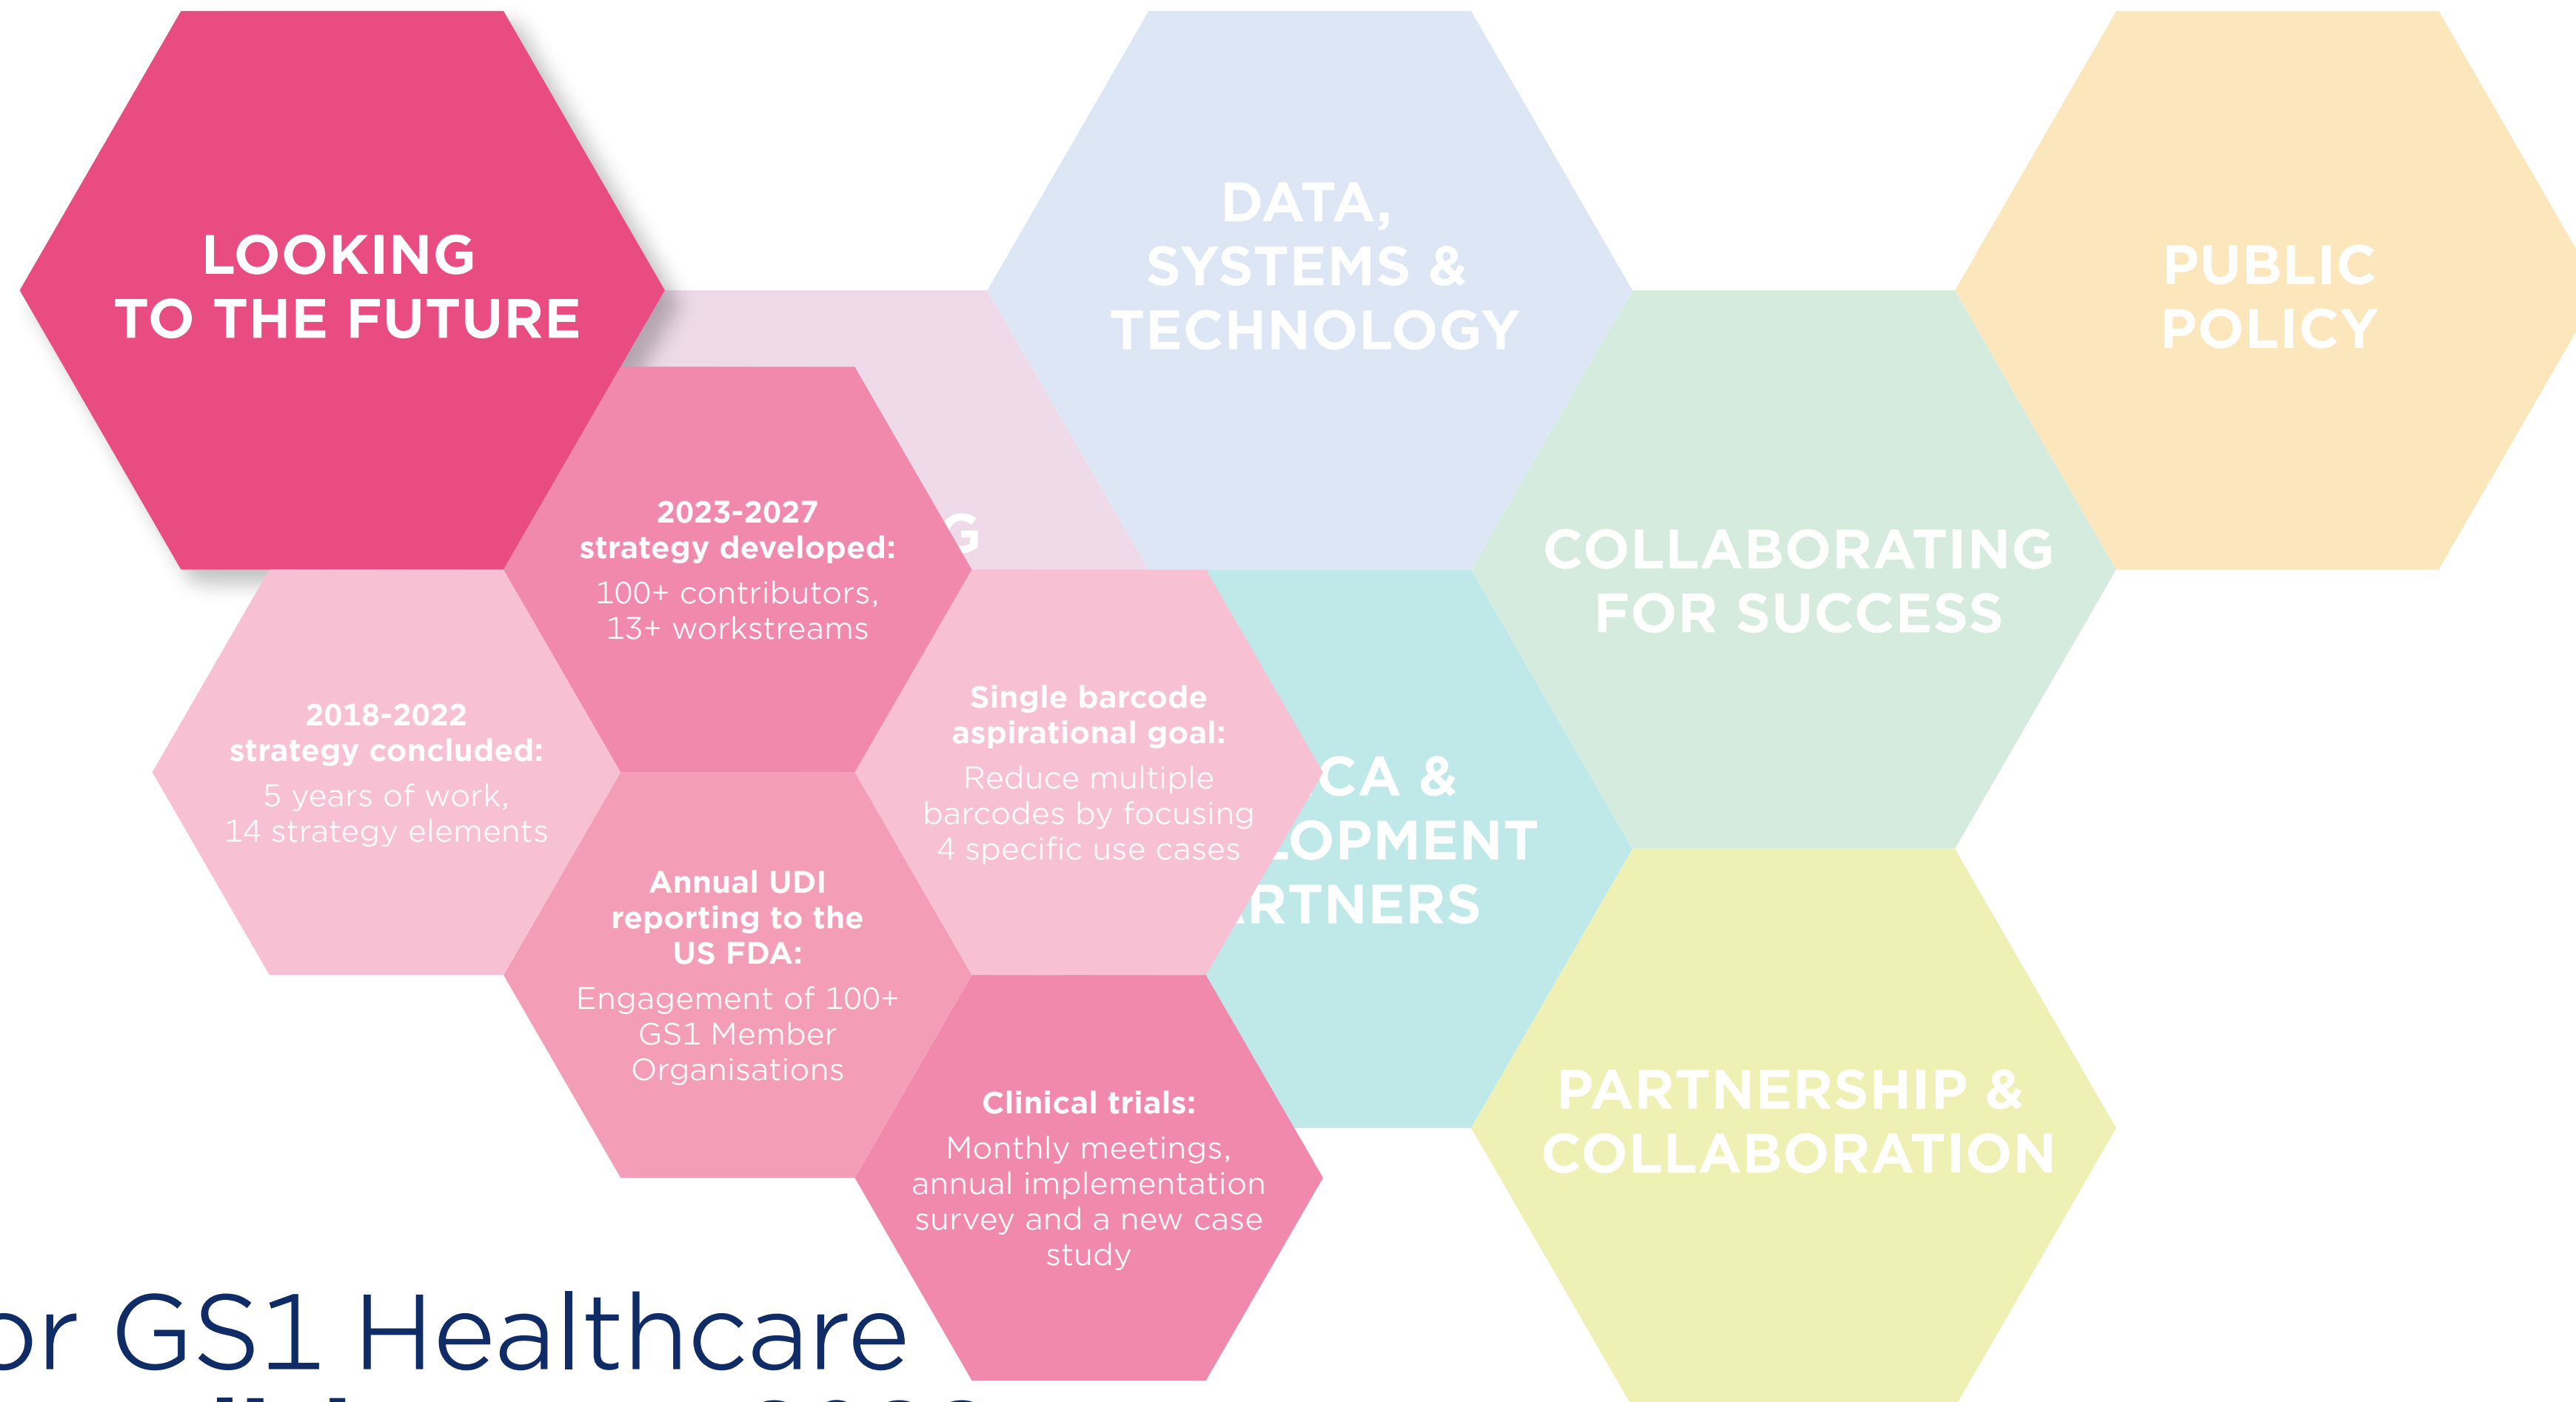 LOOKING
TO THE FUTURE
DATA,
SYSTEMS &
TECHNOLOGY
PUBLIC
POLICY
COLLABORATING
FOR SUCCESS
2023-2027
strategy developed:
100+ contributors,
13+ workstreams
2018-2022
strategy concluded:
5 years of work,
14 strategy elements
Single barcode
aspirational goal:
Reduce multiple
barcodes by focusing
4 specific use cases
&
Annual UDI
reporting to the
US FDA:
Engagement of 100+
GS1 Member
Organisations
Clinical trials:
Monthly meetings,
annual implementation
survey and a new case
study
PARTNERSHIP &
COLLABORATION
GS1 Healthcare